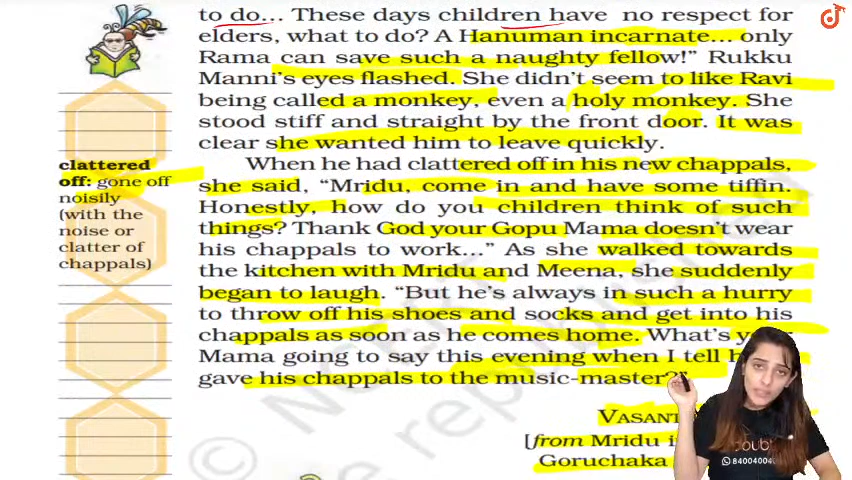 to do... These days children have no respect for
elders, what to do? A Hanuman incarnate... only
Rama can save such a naughty fellow!” Rukku
Manni’s eyes flashed. She didn’t seem to like Ravi
being called a monkey, even a holy monkey. She
stood stiff and straight by the front door. It was
clear she wanted him to leave quickly.
When he had clattered off in his new chappals,
she said, “Mridu, come in and have some tiffin.
Honestly, how do you children think of such
things? Thank God your Gopu Mama doesn’t wear
his chappals to work...” As she walked towards
the kitchen with Mridu and Meena, she suddenly
began to laugh. “But he’s always in such a hurry
to throw off his shoes and socks and get into his
chappals as soon as he comes home. What’s
Mama going to say this evening when I tell
gave his chappals to the music-master?”
[from Mridu
Goruchaka
clattered
off: gone off
noisily
(with the
noise or
clatter of
chappals)
© NCERT
be republished